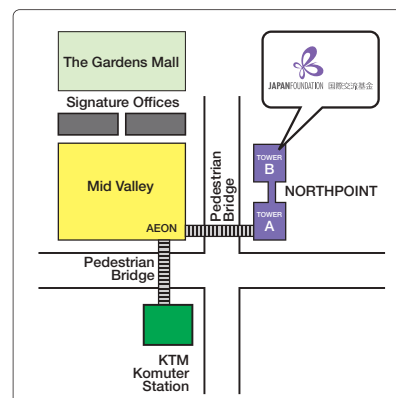 The Gardens Mall
Signature Offices
Mid Valley
AEON
Pedestrian
Bridge
JAPANFOUNDATION 国際交流基金
TOWER
B
NORTHPOINT
TOWER
A
Pedestrian
Bridge
KTM
Komuter
Station